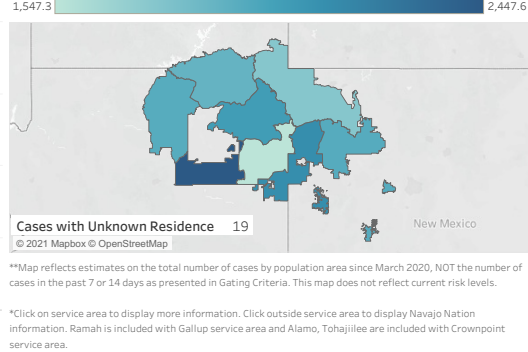 1,547.3 2,447.6
New Mexico
Cases with Unknown Residence 19
© 2021 Mapbox © OpenStreetMap
**Map reflects estimates on the total number of cases by population area since March 2020, NOT the number of
cases in the past 7 or 14 days as presented in Gating Criteria. This map does not reflect current risk levels.
*Click on service area to display more information. Click outside service area to display Navajo Nation
information. Ramah is included with Gallup service area and Alamo, Tohajiilee are included with Crownpoint
service area.